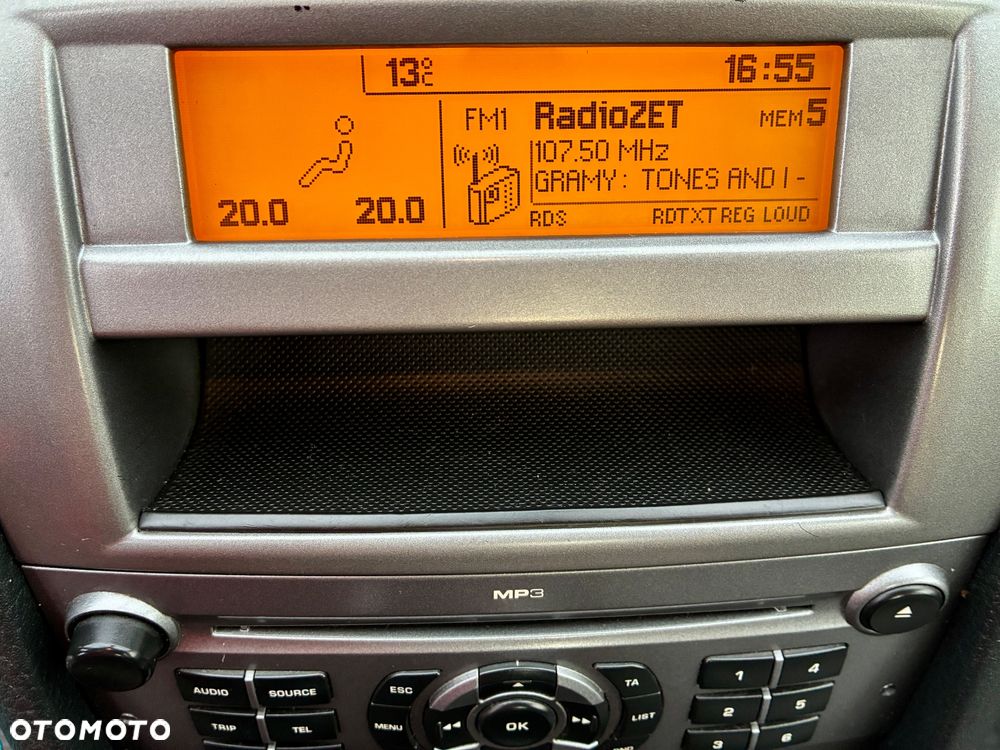 13°C 16:55
FM1 RadioZET MEM 5
107.50 MHz
GRAMY: TONES AND I -
20.0 20.0
RDS RDTXT REG LOUD
MP3
AUDIO SOURCE ESC TA 1 4
TRIP TEL MENU OK LIST 2 5
3 6
OTOMOTO